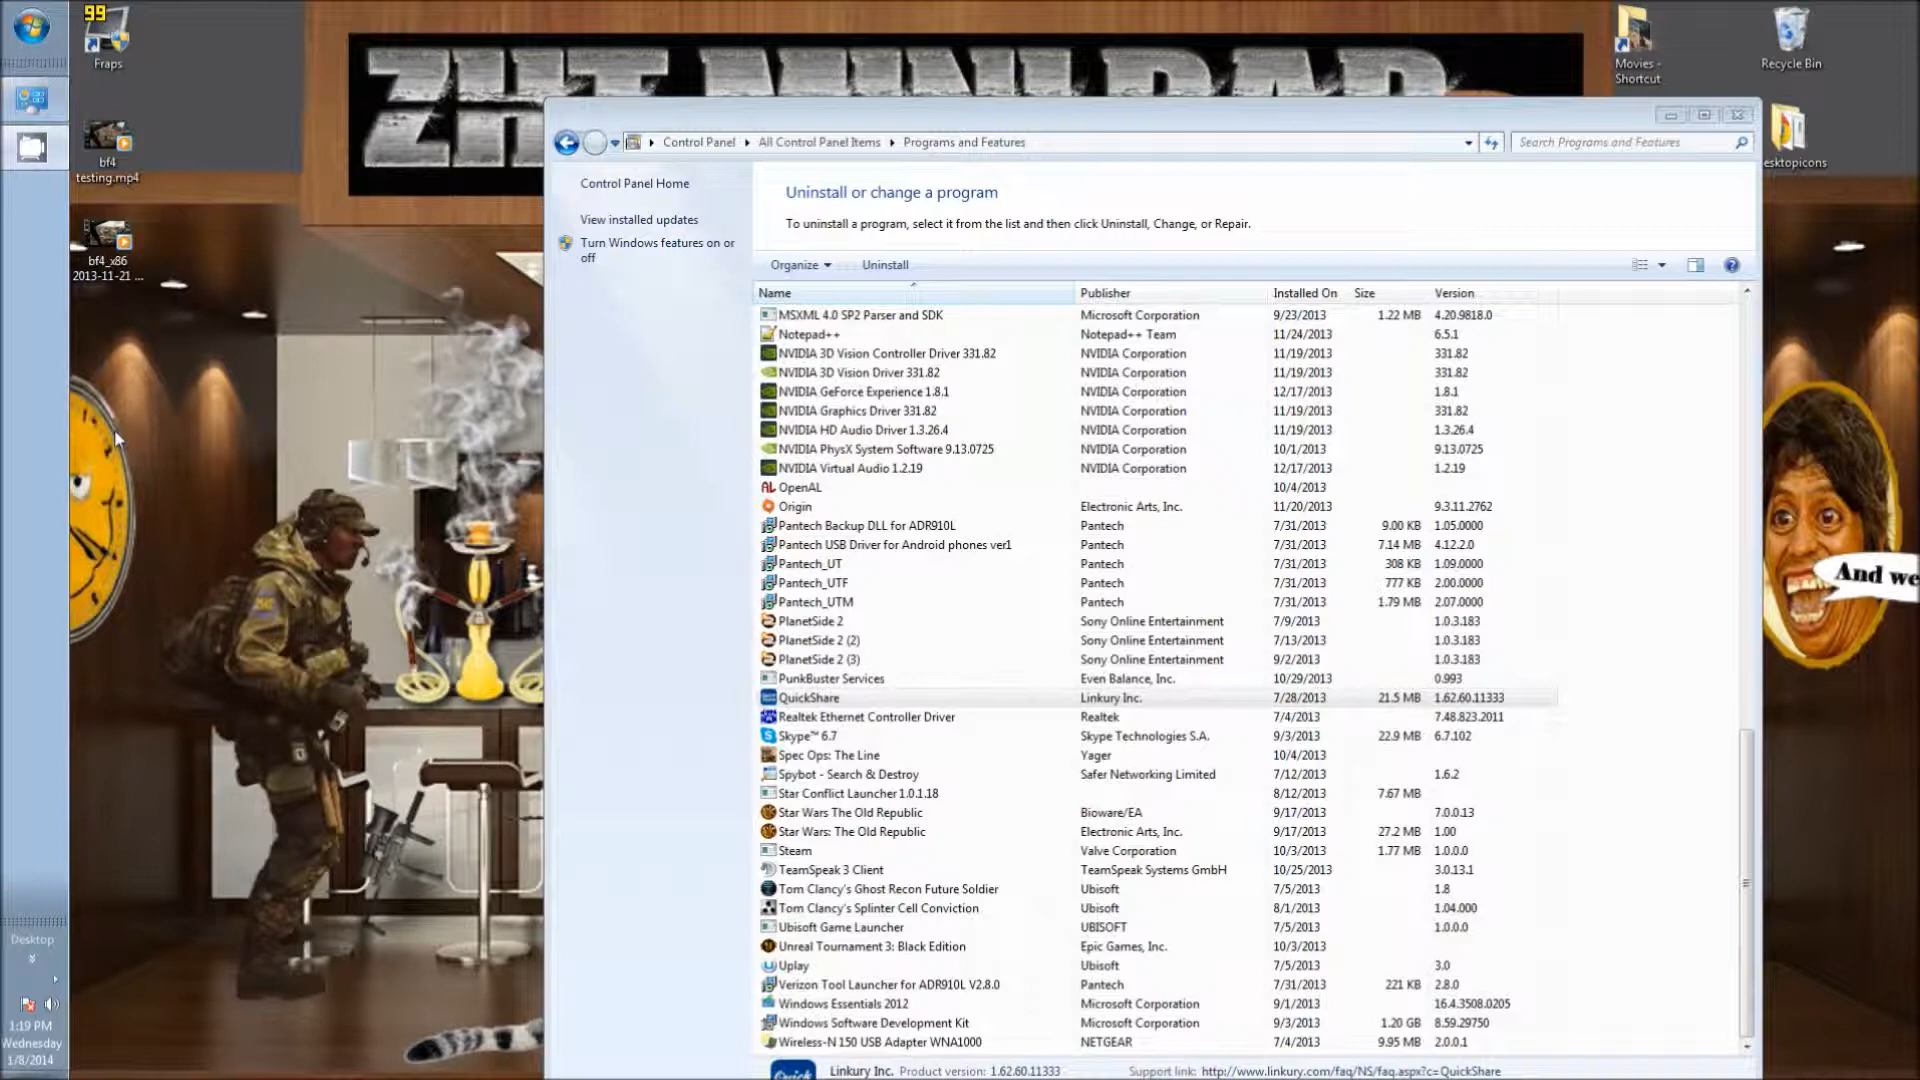 99
Fraps
bf4
testing.mp4
bf4_x86
2013-11-21 ...
ZHT MINI BAR
Movies -
Shortcut
Recycle Bin
esktopicons
Control Panel ▸ All Control Panel Items ▸ Programs and Features
Search Programs and Features
Control Panel Home
View installed updates
Turn Windows features on or
off
Uninstall or change a program
To uninstall a program, select it from the list and then click Uninstall, Change, or Repair.
Organize Uninstall
Name Publisher Installed On Size Version
MSXML 4.0 SP2 Parser and SDK Microsoft Corporation 9/23/2013 1.22 MB 4.20.9818.0
Notepad++ Notepad++ Team 11/24/2013 6.5.1
NVIDIA 3D Vision Controller Driver 331.82 NVIDIA Corporation 11/19/2013 331.82
NVIDIA 3D Vision Driver 331.82 NVIDIA Corporation 11/19/2013 331.82
NVIDIA GeForce Experience 1.8.1 NVIDIA Corporation 12/17/2013 1.8.1
NVIDIA Graphics Driver 331.82 NVIDIA Corporation 11/19/2013 331.82
NVIDIA HD Audio Driver 1.3.26.4 NVIDIA Corporation 11/19/2013 1.3.26.4
NVIDIA PhysX System Software 9.13.0725 NVIDIA Corporation 10/1/2013 9.13.0725
NVIDIA Virtual Audio 1.2.19 NVIDIA Corporation 12/17/2013 1.2.19
AL OpenAL 10/4/2013
Origin Electronic Arts, Inc. 11/20/2013 9.3.11.2762
Pantech Backup DLL for ADR910L Pantech 7/31/2013 9.00 KB 1.05.0000
Pantech USB Driver for Android phones ver1 Pantech 7/31/2013 7.14 MB 4.12.2.0
Pantech_UT Pantech 7/31/2013 308 KB 1.09.0000
Pantech_UTF Pantech 7/31/2013 777 KB 2.00.0000
Pantech_UTM Pantech 7/31/2013 1.79 MB 2.07.0000
PlanetSide 2 Sony Online Entertainment 7/9/2013 1.0.3.183
PlanetSide 2 (2) Sony Online Entertainment 7/13/2013 1.0.3.183
PlanetSide 2 (3) Sony Online Entertainment 9/2/2013 1.0.3.183
PunkBuster Services Even Balance, Inc. 10/29/2013 0.993
QuickShare Linkury Inc. 7/28/2013 21.5 MB 1.62.60.11333
Realtek Ethernet Controller Driver Realtek 7/4/2013 7.48.823.2011
Skype™ 6.7 Skype Technologies S.A. 9/3/2013 22.9 MB 6.7.102
Spec Ops: The Line Yager 10/4/2013
Spybot - Search & Destroy Safer Networking Limited 7/12/2013 1.6.2
Star Conflict Launcher 1.0.1.18 8/12/2013 7.67 MB
Star Wars The Old Republic Bioware/EA 9/17/2013 7.0.0.13
Star Wars: The Old Republic Electronic Arts, Inc. 9/17/2013 27.2 MB 1.00
Steam Valve Corporation 10/3/2013 1.77 MB 1.0.0.0
TeamSpeak 3 Client TeamSpeak Systems GmbH 10/25/2013 3.0.13.1
Tom Clancy's Ghost Recon Future Soldier Ubisoft 7/5/2013 1.8
Tom Clancy's Splinter Cell Conviction Ubisoft 8/1/2013 1.04.000
Ubisoft Game Launcher UBISOFT 7/5/2013 1.0.0.0
Unreal Tournament 3: Black Edition Epic Games, Inc. 10/3/2013
Uplay Ubisoft 7/5/2013 3.0
Verizon Tool Launcher for ADR910L V2.8.0 Pantech 7/31/2013 221 KB 2.8.0
Windows Essentials 2012 Microsoft Corporation 9/1/2013 16.4.3508.0205
Windows Software Development Kit Microsoft Corporation 9/3/2013 1.20 GB 8.59.29750
Wireless-N 150 USB Adapter WNA1000 NETGEAR 7/4/2013 9.95 MB 2.0.0.1
Quick Linkury Inc. Product version: 1.62.60.11333 Support link: http://www.linkury.com/faq/NS/faq.aspx?c=QuickShare
And we
Desktop
1:19 PM
Wednesday
1/8/2014